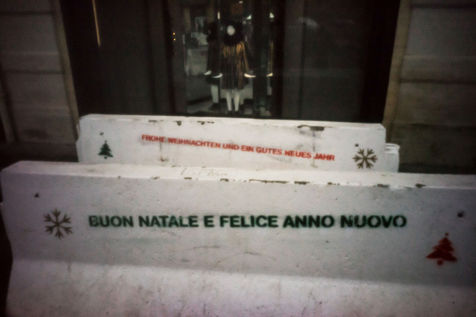 FROHE WEIHNACHTEN UND EIN GUTES NEUES JAHR
BUON NATALE E FELICE ANNO NUOVO